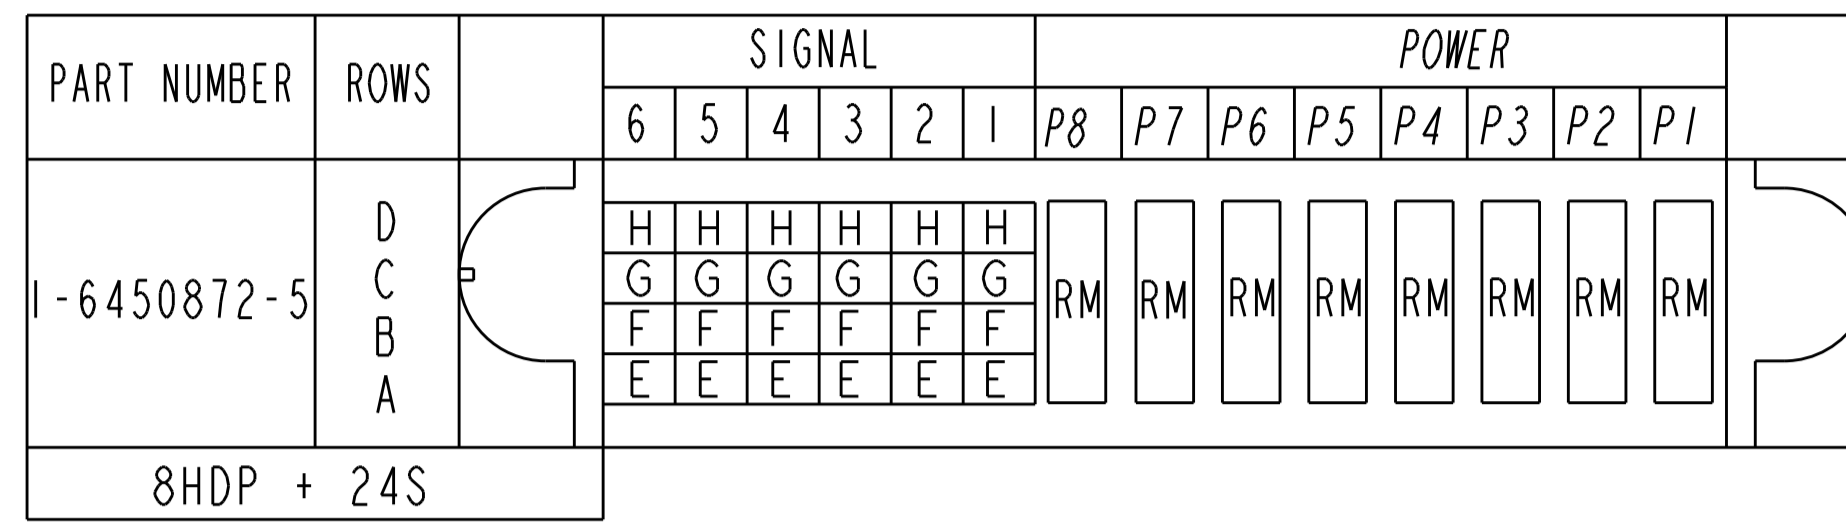 PART NUMBER ROWS SIGNAL POWER
6 5 4 3 2 1 P8 P7 P6 P5 P4 P3 P2 P1
1-6450872-5
D H H H H H H
C G G G G G G
B F F F F F F
A E E E E E E
RM RM RM RM RM RM RM RM
8HDP + 24S